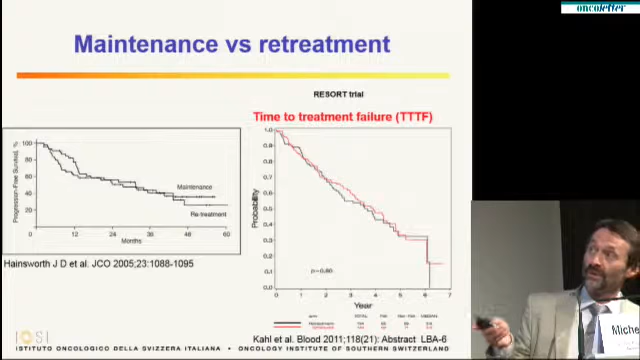 oncoletter
Maintenance vs retreatment
RESORT trial
Time to treatment failure (TTTF)
Progression-Free Survival, %
100
80
60
40
20
0 12 24 36 48 60
Months
Maintenance
Re-treatment
Hainsworth J D et al. JCO 2005;23:1088-1095
Probability
1.0
0.9
0.8
0.7
0.6
0.5
0.4
0.3
0.2
0.1
0.0
0 1 2 3 4 5 6 7
Year
TOTAL
MEDIAN
Kahl et al. Blood 2011;118(21): Abstract LBA-6
IOSI
ISTITUTO ONCOLOGICO DELLA SVIZZERA ITALIANA • ONCOLOGY INSTITUTE OF SOUTHERN SWITZERLAND
Miche